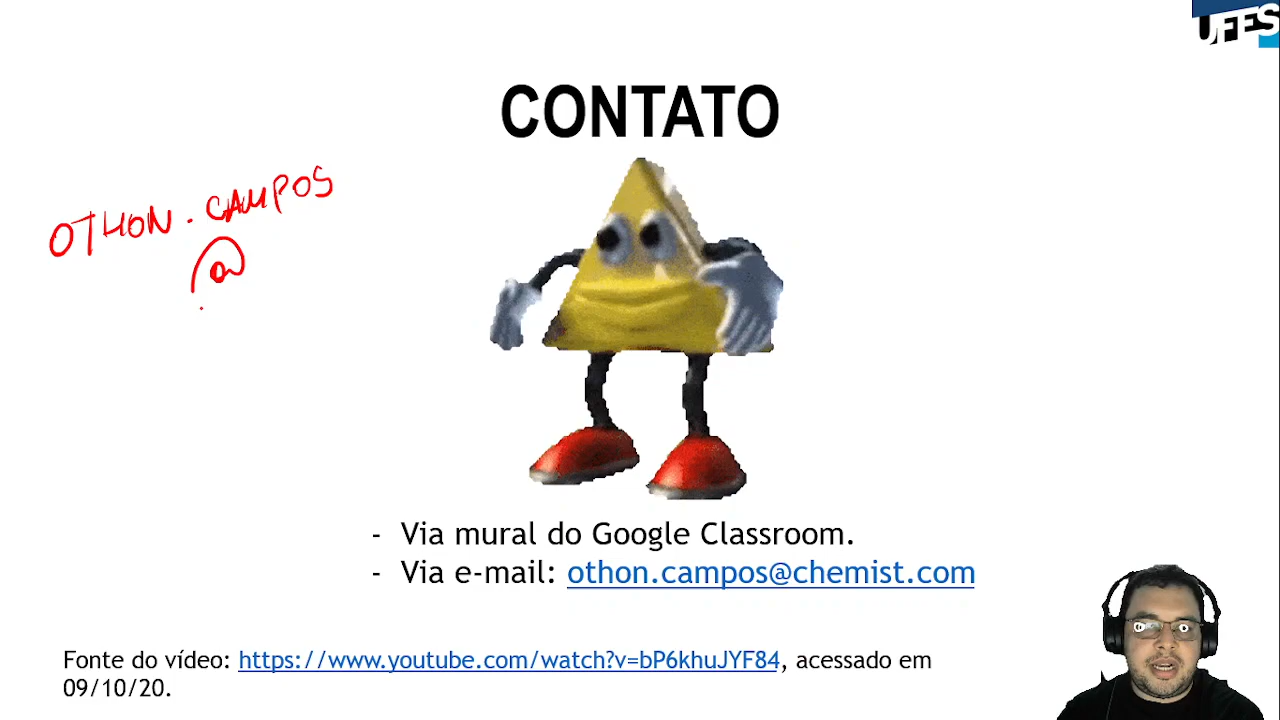 UFES
CONTATO
OTHON.CAMPOS
@
- Via mural do Google Classroom.
- Via e-mail: othon.campos@chemist.com
Fonte do vídeo: https://www.youtube.com/watch?v=bP6khuJYF84, acessado em
09/10/20.